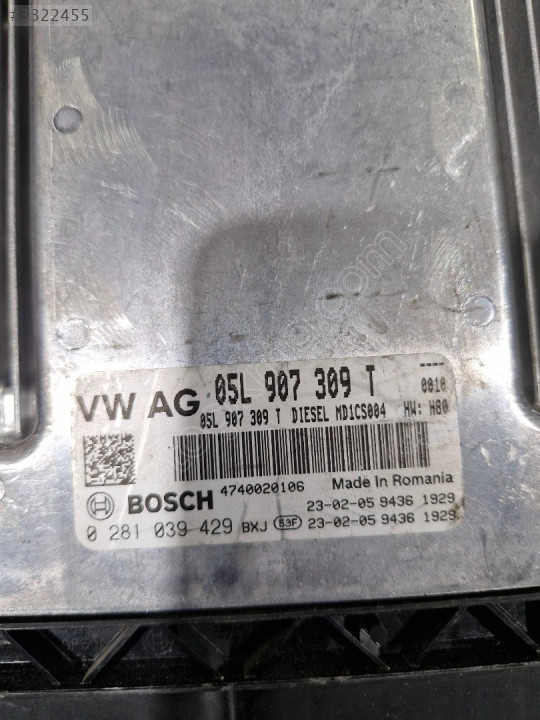 VW AG 05L 907 309 T ----
0010
05L 907 309 T DIESEL MD1CS004 HW: H80
4740020106 Made In Romania
BOSCH 23-02-05 9436 1929
0 281 039 429 BXJ 63F 23-02-05 9436 1929